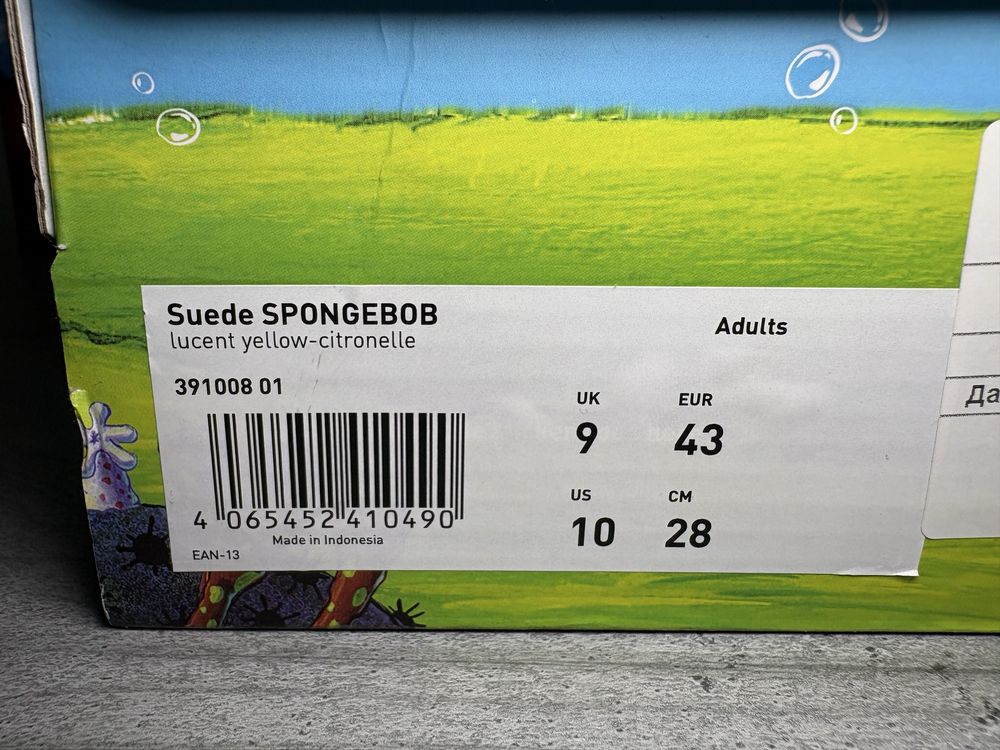 Suede SPONGEBOB
lucent yellow-citronelle
Adults
391008 01
UK EUR
9 43
US CM
10 28
4 065452 410490
Made in Indonesia
EAN-13